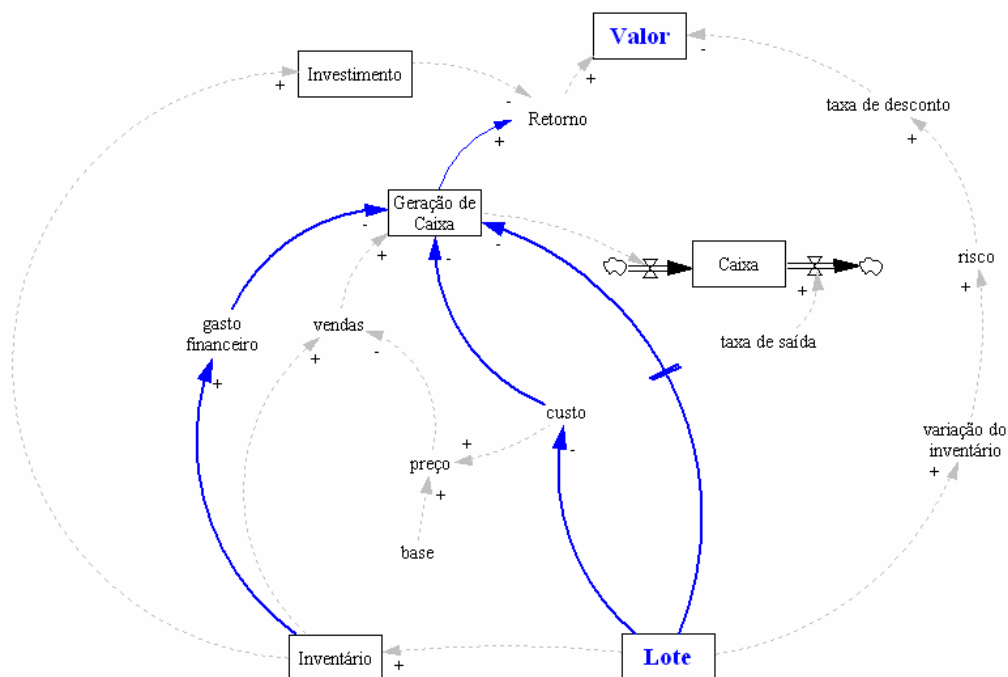 Valor
Investimento
+
-
-
+
taxa de desconto
Retorno
+
+
Geração de
Caixa
-
+
-
-
Caixa
risco
+
+
gasto
financeiro
vendas
taxa de saída
+
-
+
custo
variação do
inventário
+
-
preço
+
+
base
Inventário
+
Lote